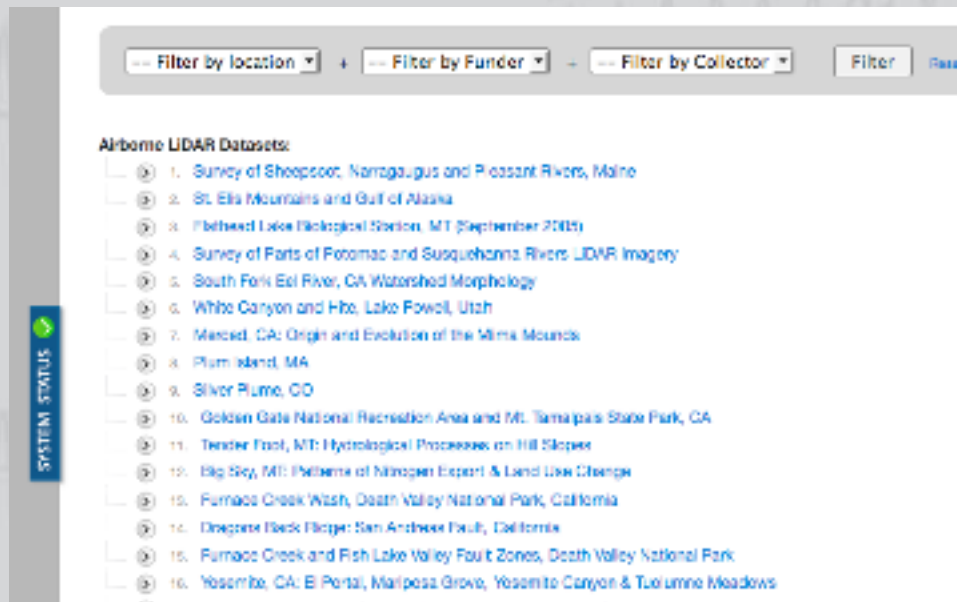 -- Filter by location + -- Filter by Funder + -- Filter by Collector Filter
Airborne LiDAR Datasets:
1. Survey of Sheepscot, Narragaugus and Pleasant Rivers, Maine
2. St. Elis Mountains and Gulf of Alaska
3. Flathead Lake Biological Station, MT (September 2005)
4. Survey of Parts of Potomac and Susquehanna Rivers LiDAR Imagery
5. South Fork Eel River, CA Watershed Morphology
6. White Canyon and Hite, Lake Powell, Utah
7. Merced, CA: Origin and Evolution of the Mima Mounds
8. Plum Island, MA
9. Silver Plume, CO
10. Golden Gate National Recreation Area and Mt. Tamalpais State Park, CA
11. Tender Foot, MT: Hydrological Processes on Hill Slopes
12. Big Sky, MT: Patterns of Nitrogen Export & Land Use Change
13. Furnace Creek Wash, Death Valley National Park, California
14. Dragons Back Ridge: San Andreas Fault, California
15. Furnace Creek and Fish Lake Valley Fault Zones, Death Valley National Park
16. Yosemite, CA: El Portal, Mariposa Grove, Yosemite Canyon & Tuolumne Meadows
SYSTEM STATUS